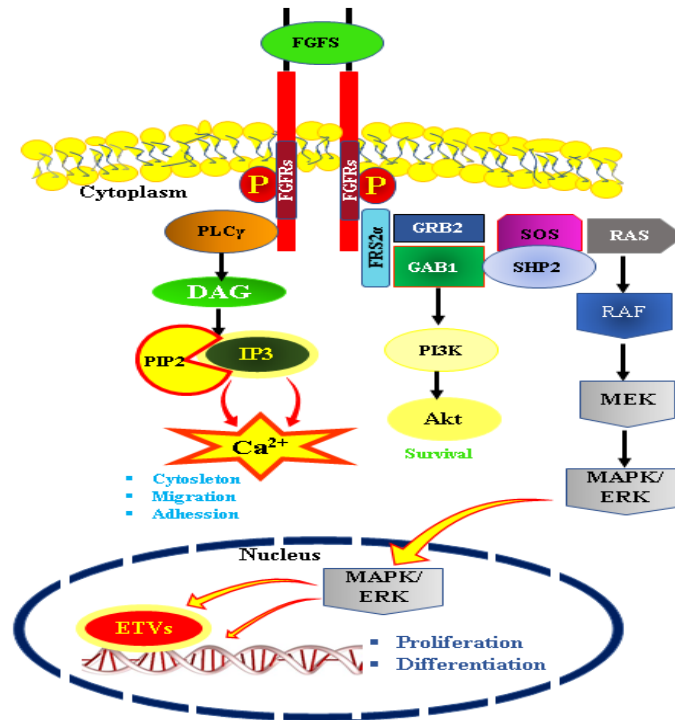 FGFS
FGFRs
FGFRs
P
P
Cytoplasm
PLCγ
FRS2α
GRB2
SOS
RAS
GAB1
SHP2
DAG
RAF
PIP2
IP3
PI3K
MEK
Akt
Ca²⁺
Survival
MAPK/
ERK
▪ Cytosleton
▪ Migration
▪ Adhession
Nucleus
MAPK/
ERK
ETVs
▪ Proliferation
▪ Differentiation